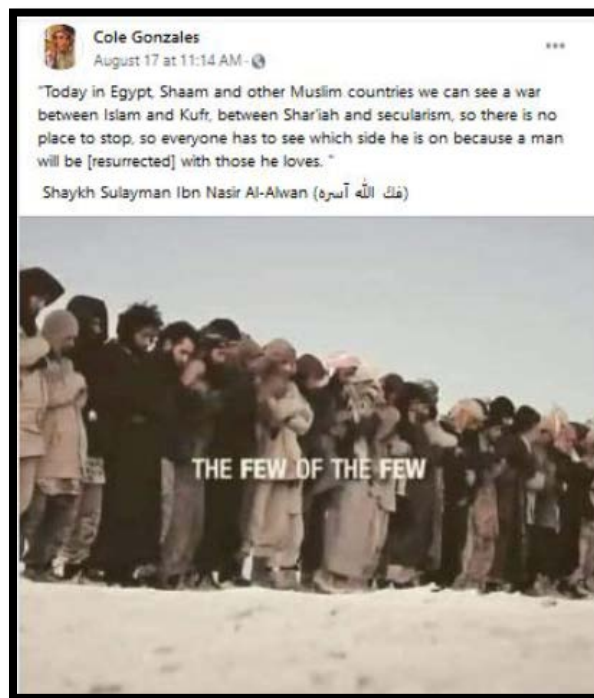 Cole Gonzales
August 17 at 11:14 AM ·
"Today in Egypt, Shaam and other Muslim countries we can see a war
between Islam and Kufr, between Shar'iah and secularism, so there is no
place to stop, so everyone has to see which side he is on because a man
will be [resurrected] with those he loves. "
Shaykh Sulayman Ibn Nasir Al-Alwan (فك الله آسره)
THE FEW OF THE FEW